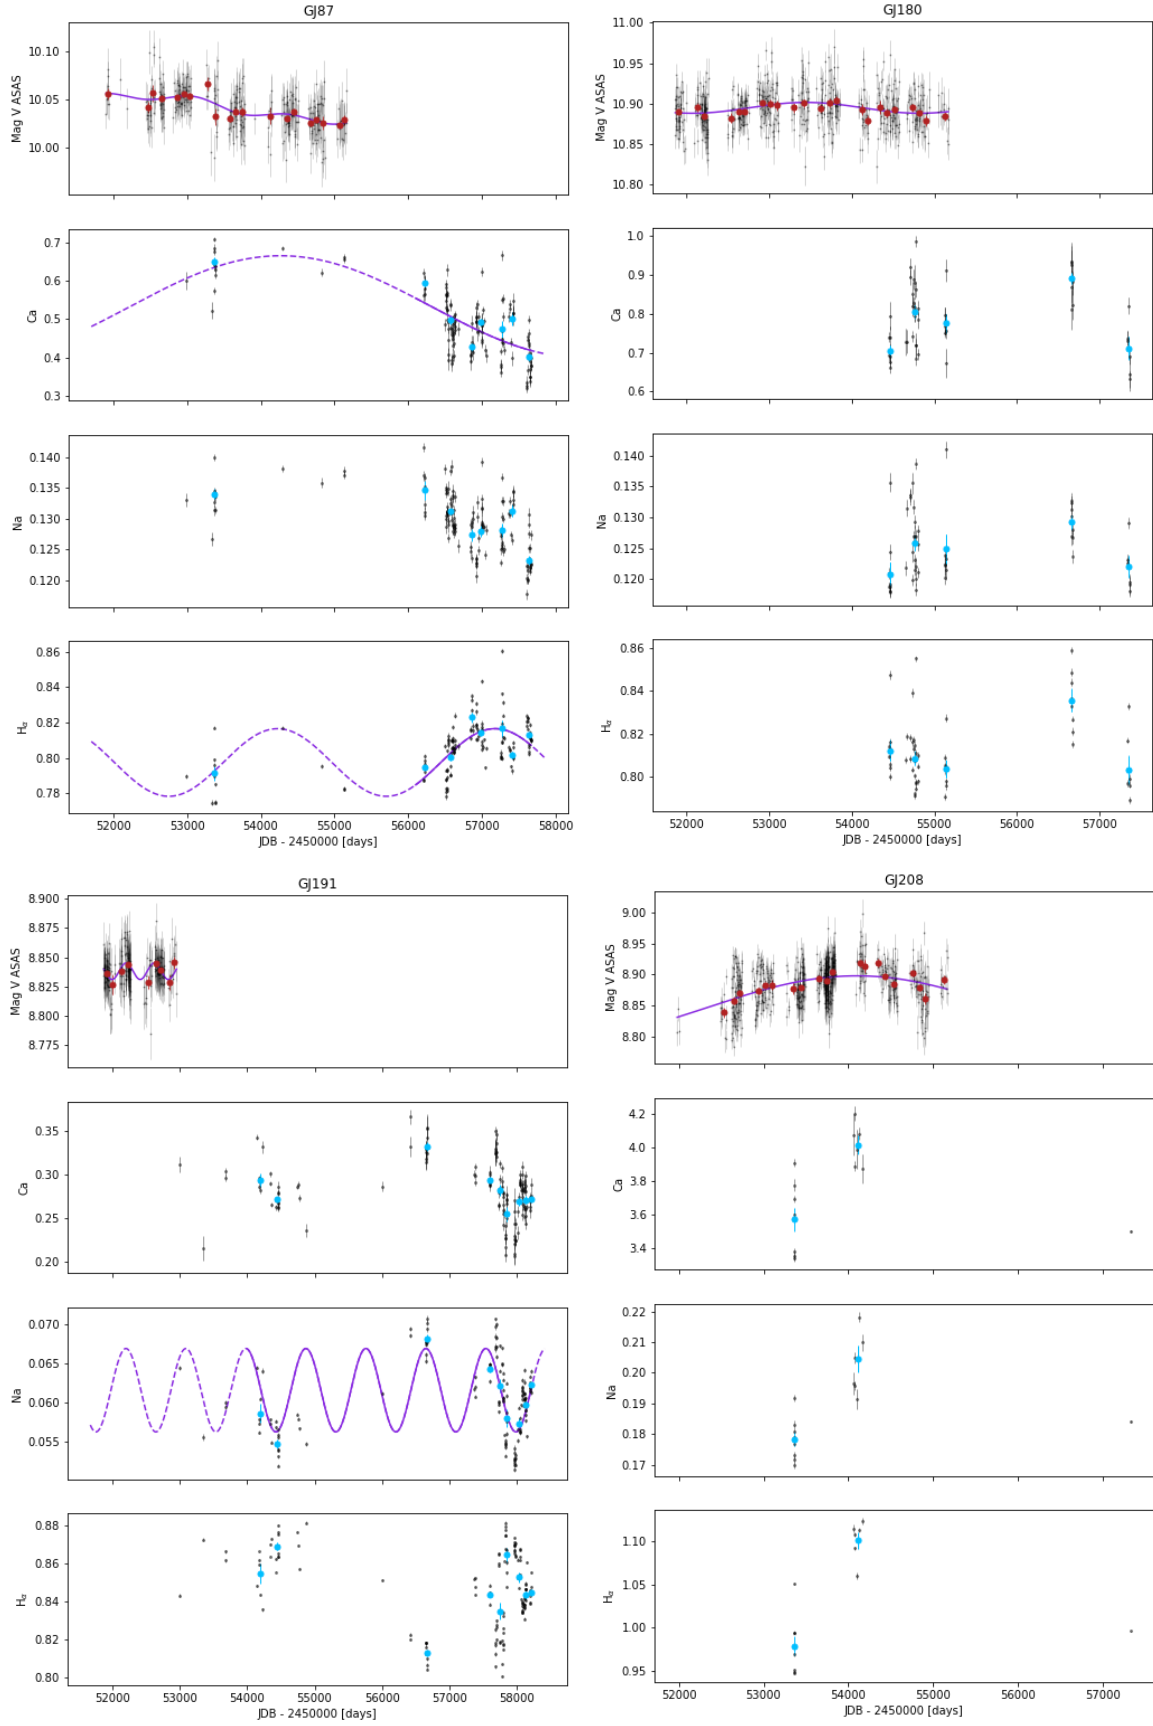 GJ87
Mag V ASAS
10.10
10.05
10.00
Ca
0.7
0.6
0.5
0.4
0.3
Na
0.140
0.135
0.130
0.125
0.120
Hα
0.86
0.84
0.82
0.80
0.78
52000 53000 54000 55000 56000 57000 58000
JDB - 2450000 [days]
GJ180
Mag V ASAS
11.00
10.95
10.90
10.85
10.80
Ca
1.0
0.9
0.8
0.7
0.6
Na
0.140
0.135
0.130
0.125
0.120
Hα
0.86
0.84
0.82
0.80
52000 53000 54000 55000 56000 57000
JDB - 2450000 [days]
GJ191
Mag V ASAS
8.900
8.875
8.850
8.825
8.800
8.775
Ca
0.35
0.30
0.25
0.20
Na
0.070
0.065
0.060
0.055
Hα
0.88
0.86
0.84
0.82
0.80
52000 53000 54000 55000 56000 57000 58000
JDB - 2450000 [days]
GJ208
Mag V ASAS
9.00
8.95
8.90
8.85
8.80
Ca
4.2
4.0
3.8
3.6
3.4
Na
0.22
0.21
0.20
0.19
0.18
0.17
Hα
1.10
1.05
1.00
0.95
52000 53000 54000 55000 56000 57000
JDB - 2450000 [days]